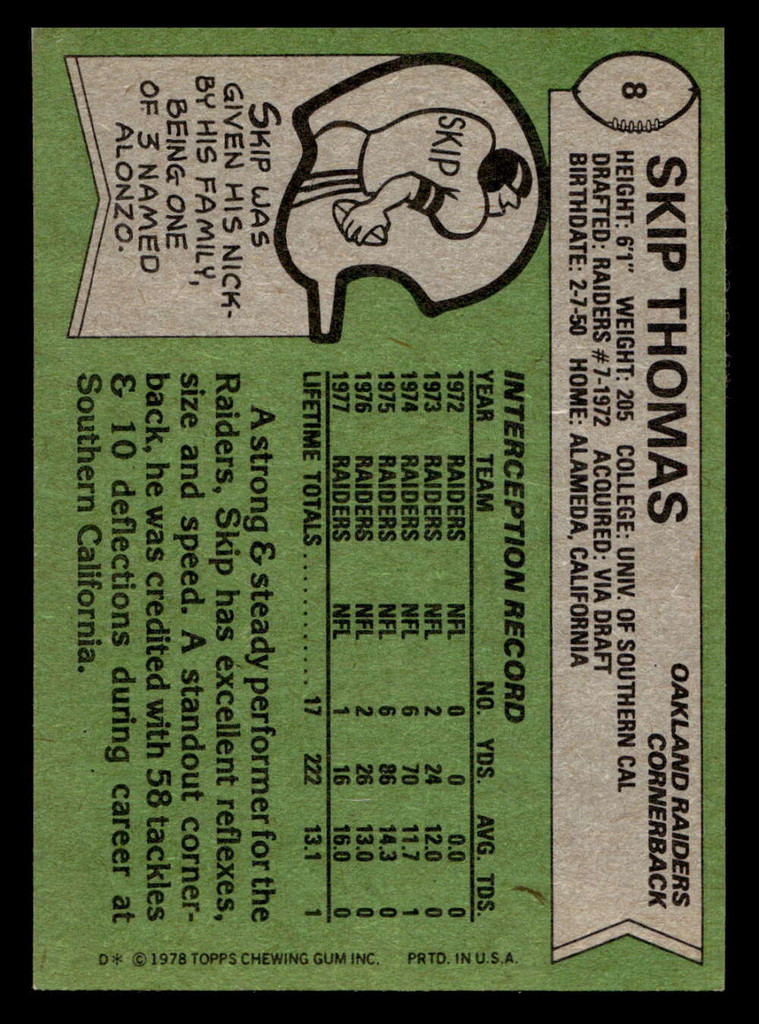 8
SKIP THOMAS
OAKLAND RAIDERS
CORNERBACK
HEIGHT: 6'1" WEIGHT: 205 COLLEGE: UNIV. OF SOUTHERN CAL
DRAFTED: RAIDERS #7-1972 ACQUIRED: VIA DRAFT
BIRTHDATE: 2-7-50 HOME: ALAMEDA, CALIFORNIA
SKIP
SKIP WAS
GIVEN HIS NICK-
BY HIS FAMILY,
BEING ONE
OF 3 NAMED
ALONZO.
INTERCEPTION RECORD
YEAR TEAM NO. YDS. AVG. TDS.
1972 RAIDERS NFL 0 0 0.0 0
1973 RAIDERS NFL 2 24 12.0 0
1974 RAIDERS NFL 6 70 11.7 1
1975 RAIDERS NFL 6 86 14.3 0
1976 RAIDERS NFL 2 26 13.0 0
1977 RAIDERS NFL 1 16 16.0 0
LIFETIME TOTALS ............ 17 222 13.1 1
A strong & steady performer for the
Raiders, Skip has excellent reflexes,
size and speed. A standout corner-
back, he was credited with 58 tackles
& 10 deflections during career at
Southern California.
D* © 1978 TOPPS CHEWING GUM INC. PRTD. IN U.S.A.